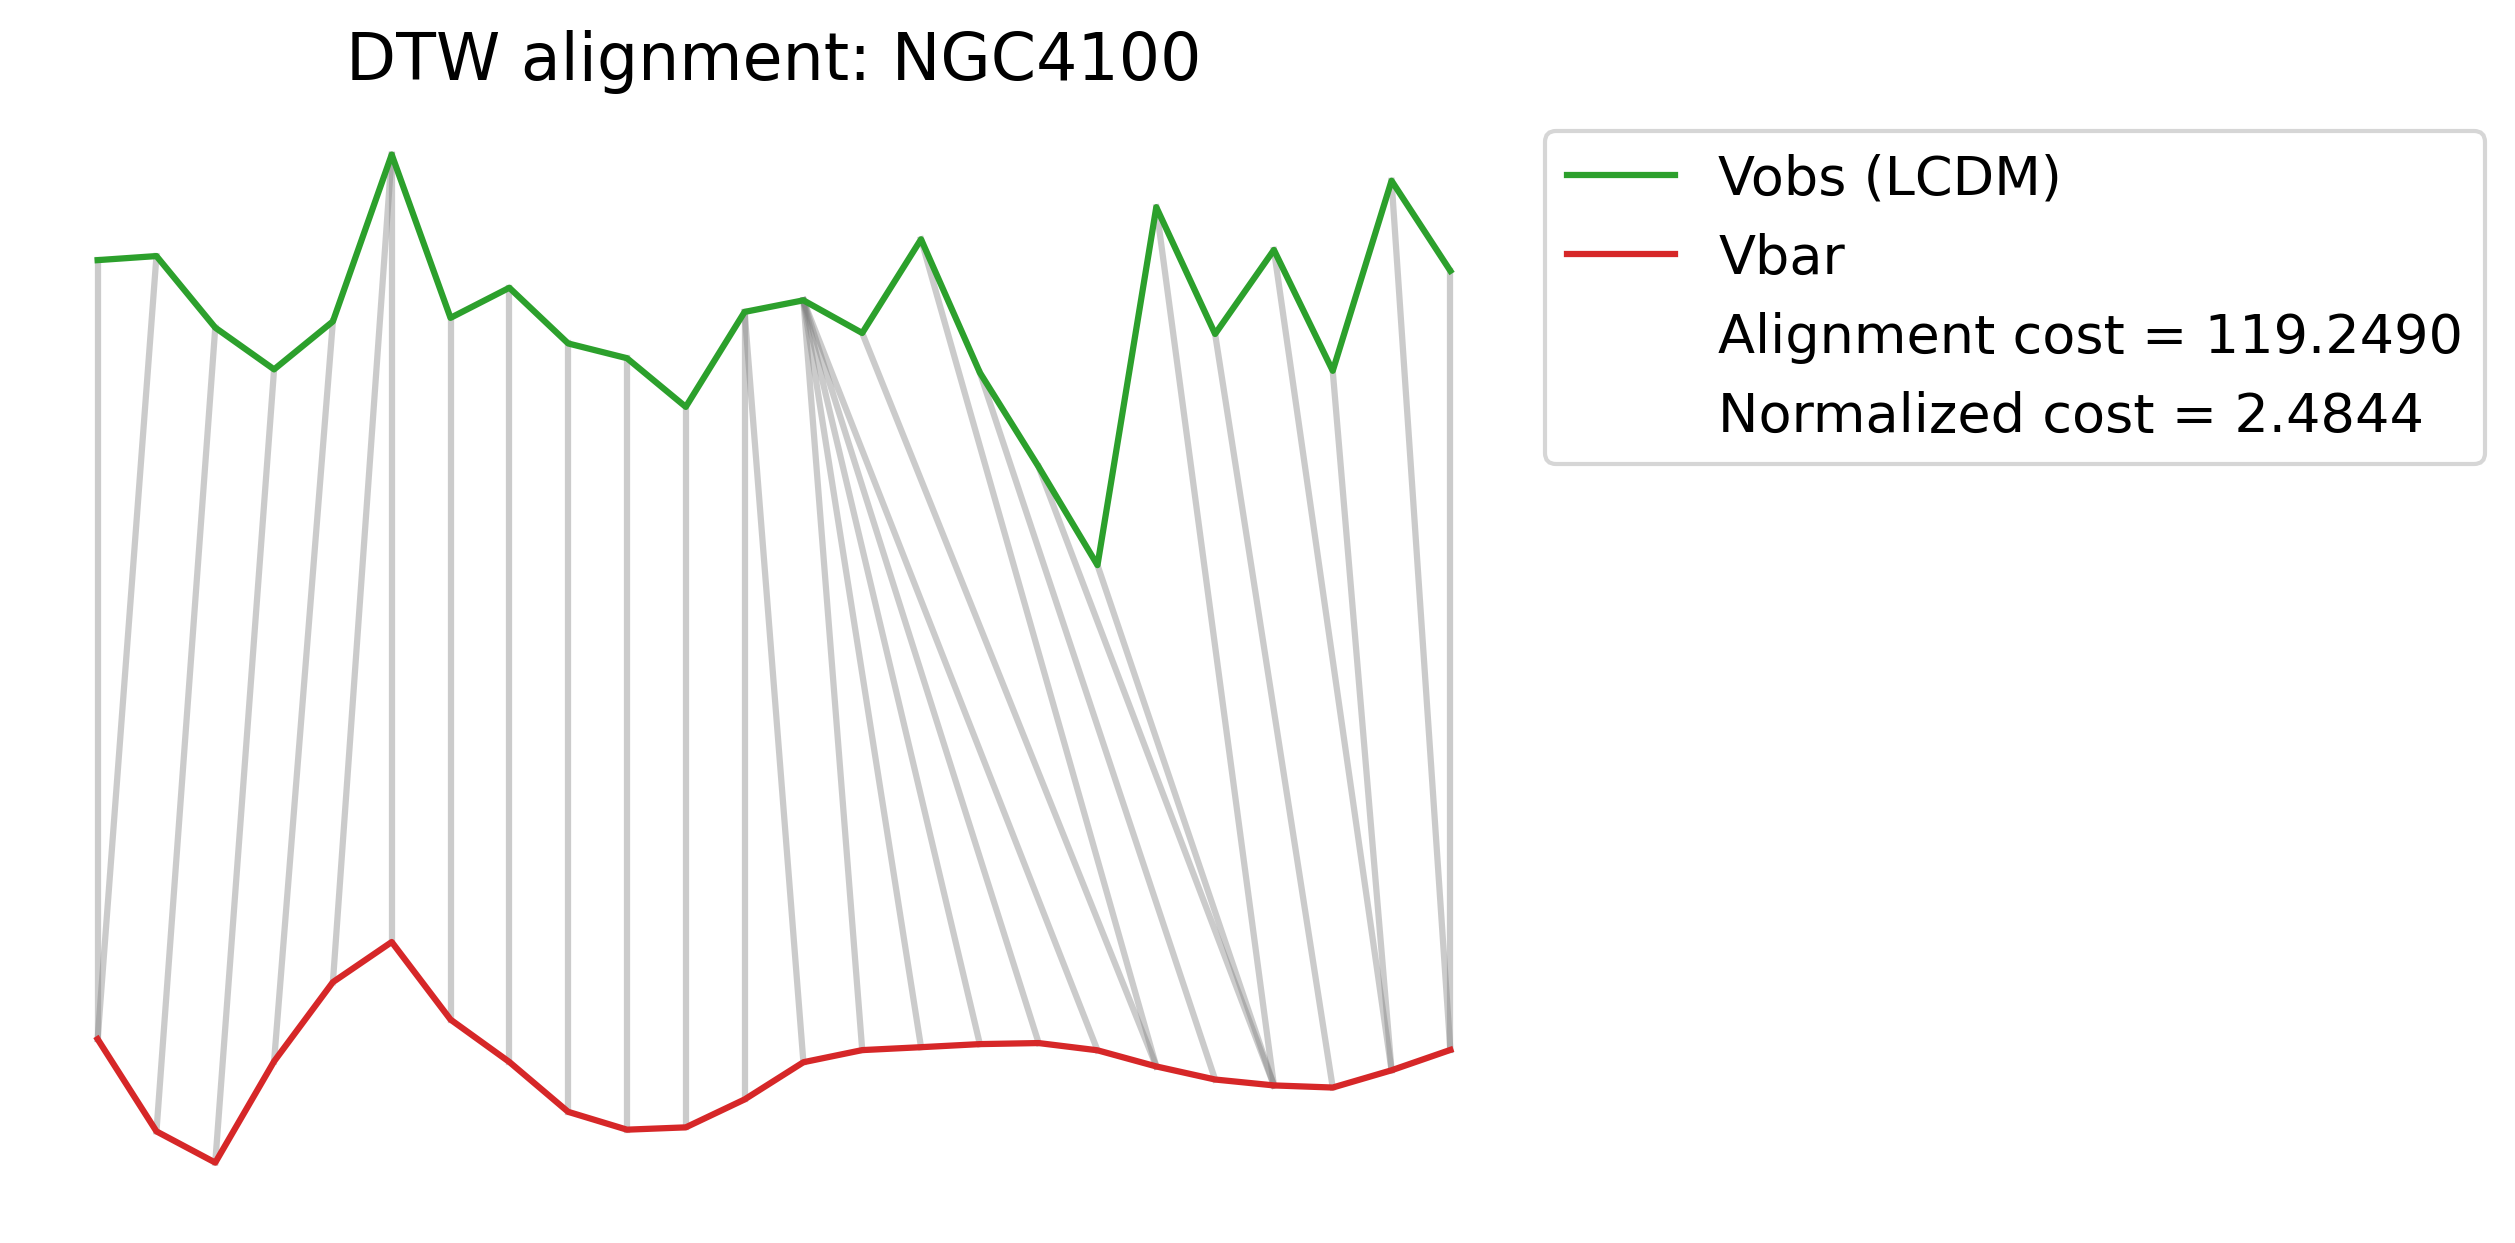 DTW alignment: NGC4100
Vobs (LCDM)
Vbar
Alignment cost = 119.2490
Normalized cost = 2.4844